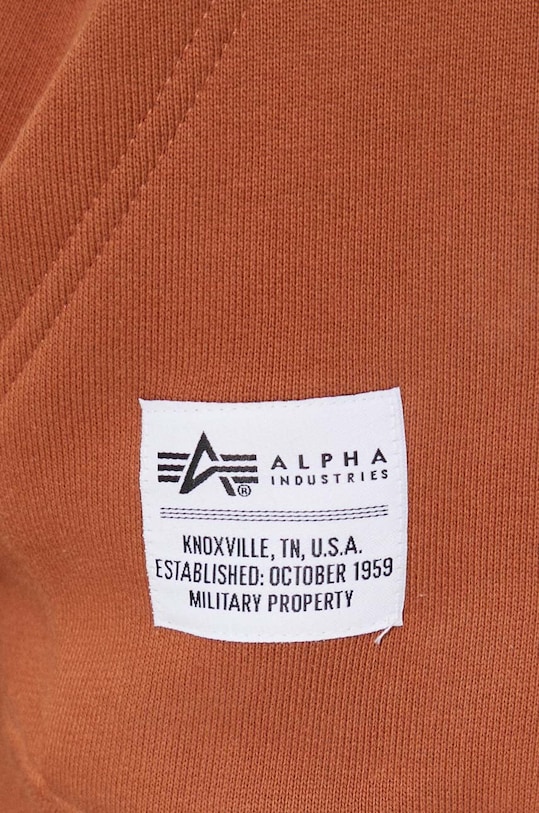 ALPHA
INDUSTRIES
®
KNOXVILLE, TN, U.S.A.
ESTABLISHED: OCTOBER 1959
MILITARY PROPERTY